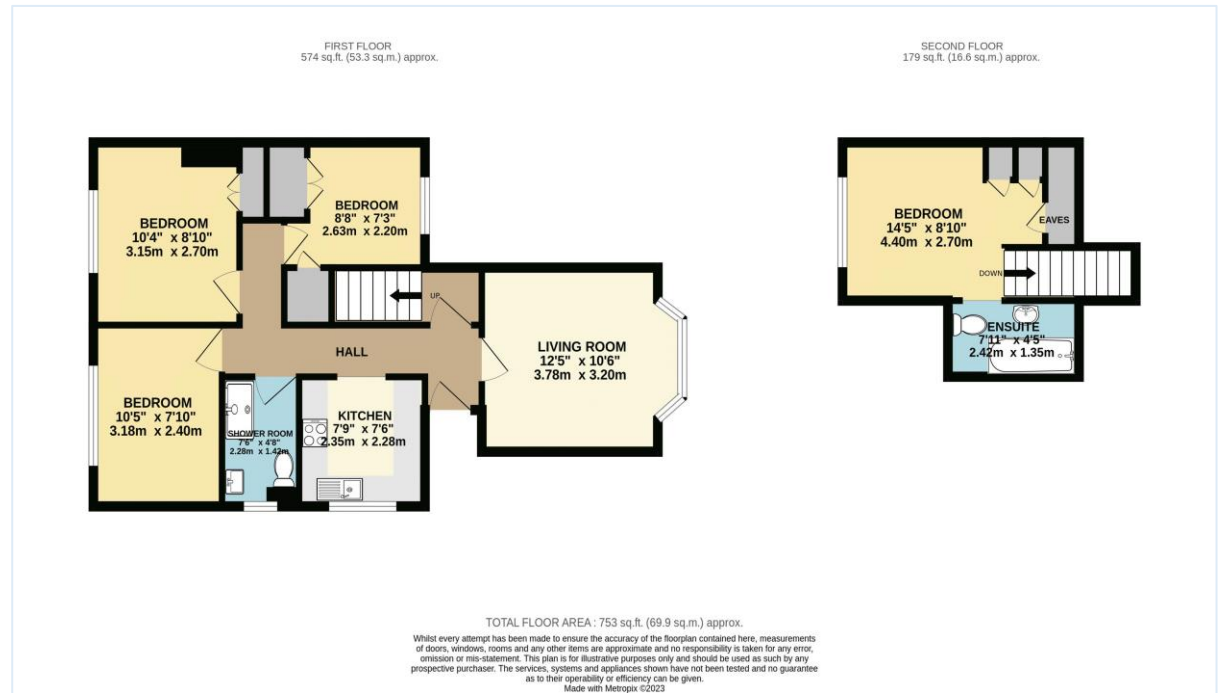 FIRST FLOOR
574 sq.ft. (53.3 sq.m.) approx.
SECOND FLOOR
179 sq.ft. (16.6 sq.m.) approx.
BEDROOM
10'4" x 8'10"
3.15m x 2.70m
BEDROOM
8'8" x 7'3"
2.63m x 2.20m
UP
HALL
LIVING ROOM
12'5" x 10'6"
3.78m x 3.20m
BEDROOM
10'5" x 7'10"
3.18m x 2.40m
SHOWER ROOM
7'6" x 4'8"
2.28m x 1.42m
KITCHEN
7'9" x 7'6"
2.35m x 2.28m
BEDROOM
14'5" x 8'10"
4.40m x 2.70m
EAVES
DOWN
ENSUITE
7'11" x 4'5"
2.42m x 1.35m
TOTAL FLOOR AREA : 753 sq.ft. (69.9 sq.m.) approx.
Whilst every attempt has been made to ensure the accuracy of the floorplan contained here, measurements
of doors, windows, rooms and any other items are approximate and no responsibility is taken for any error,
omission or mis-statement. This plan is for illustrative purposes only and should be used as such by any
prospective purchaser. The services, systems and appliances shown have not been tested and no guarantee
as to their operability or efficiency can be given.
Made with Metropix ©2023